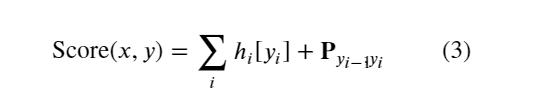 Score(x, y) = ∑_i h_i[y_i] + P_{y_{i-1}y_i} (3)